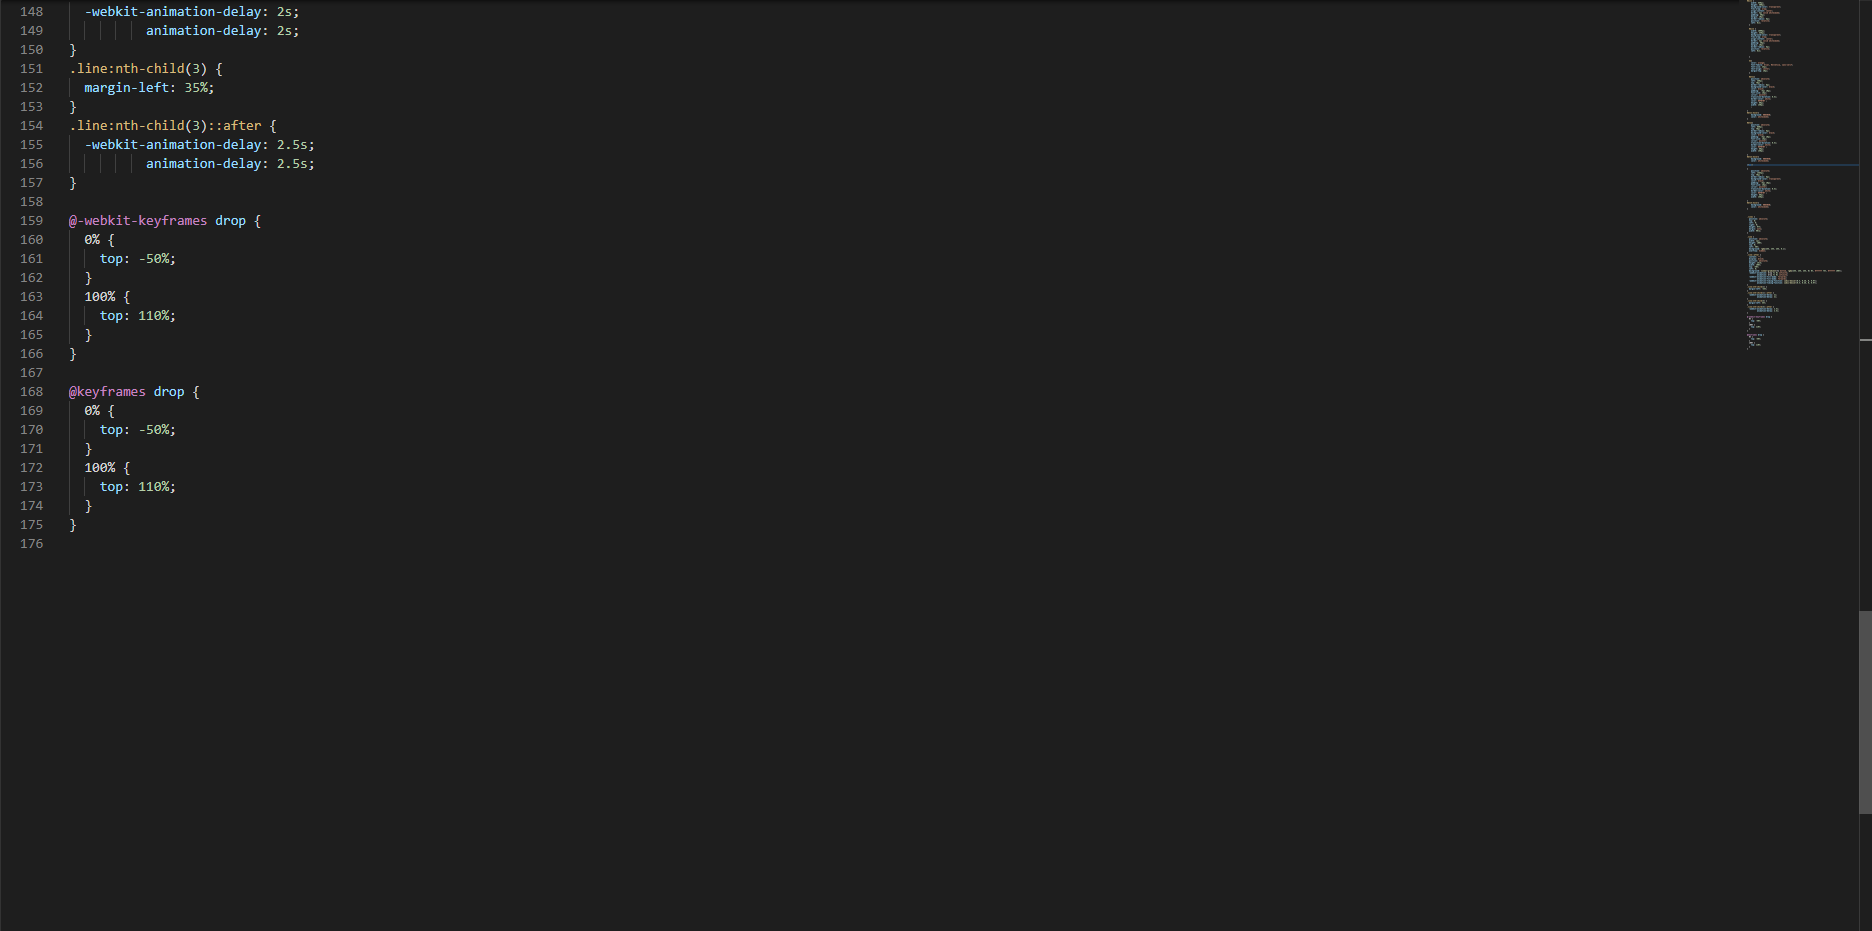 148 -webkit-animation-delay: 2s;
149 animation-delay: 2s;
150 }
151 .line:nth-child(3) {
152 margin-left: 35%;
153 }
154 .line:nth-child(3)::after {
155 -webkit-animation-delay: 2.5s;
156 animation-delay: 2.5s;
157 }
158
159 @-webkit-keyframes drop {
160 0% {
161 top: -50%;
162 }
163 100% {
164 top: 110%;
165 }
166 }
167
168 @keyframes drop {
169 0% {
170 top: -50%;
171 }
172 100% {
173 top: 110%;
174 }
175 }
176